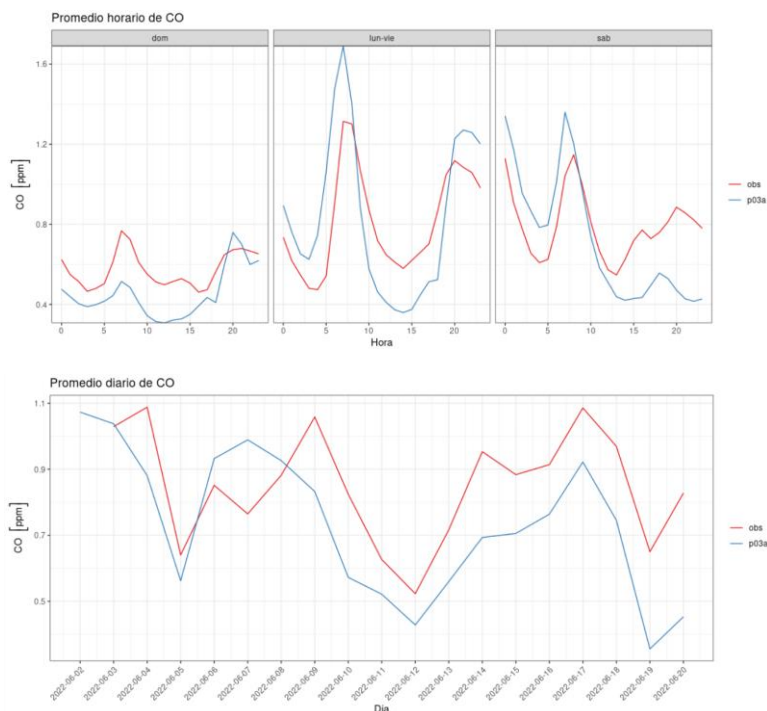 Promedio horario de CO
dom
lun-vie
sab
CO [ppm]
1.6
1.2
0.8
0.4
0 5 10 15 20
0 5 10 15 20
0 5 10 15 20
Hora
obs
p03a
Promedio diario de CO
CO [ppm]
1.1
0.9
0.7
0.5
2022-06-02
2022-06-03
2022-06-04
2022-06-05
2022-06-06
2022-06-07
2022-06-08
2022-06-09
2022-06-10
2022-06-11
2022-06-12
2022-06-13
2022-06-14
2022-06-15
2022-06-16
2022-06-17
2022-06-18
2022-06-19
2022-06-20
Dia
obs
p03a